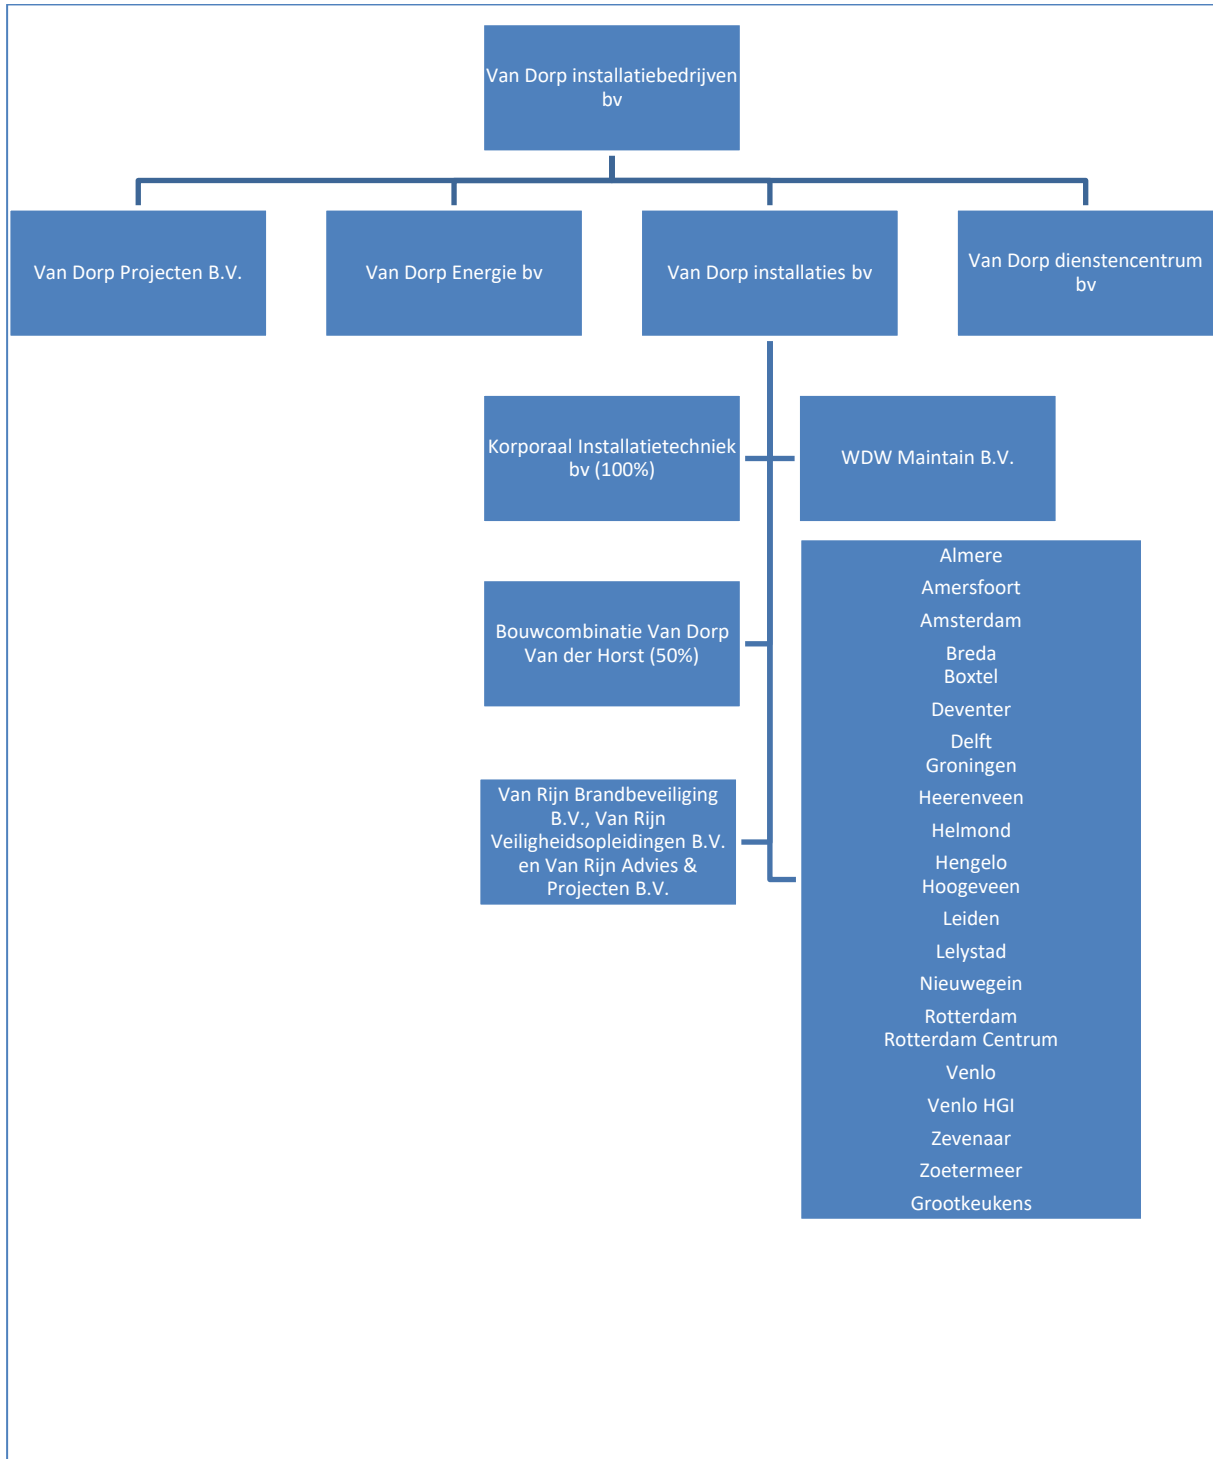 Van Dorp installatiebedrijven
bv
Van Dorp Projecten B.V.
Van Dorp Energie bv
Van Dorp installaties bv
Van Dorp dienstencentrum
bv
Korporaal Installatietechniek
bv (100%)
WDW Maintain B.V.
Bouwcombinatie Van Dorp
Van der Horst (50%)
Van Rijn Brandbeveiliging
B.V., Van Rijn
Veiligheidsopleidingen B.V.
en Van Rijn Advies &
Projecten B.V.
Almere
Amersfoort
Amsterdam
Breda
Boxtel
Deventer
Delft
Groningen
Heerenveen
Helmond
Hengelo
Hoogeveen
Leiden
Lelystad
Nieuwegein
Rotterdam
Rotterdam Centrum
Venlo
Venlo HGI
Zevenaar
Zoetermeer
Grootkeukens